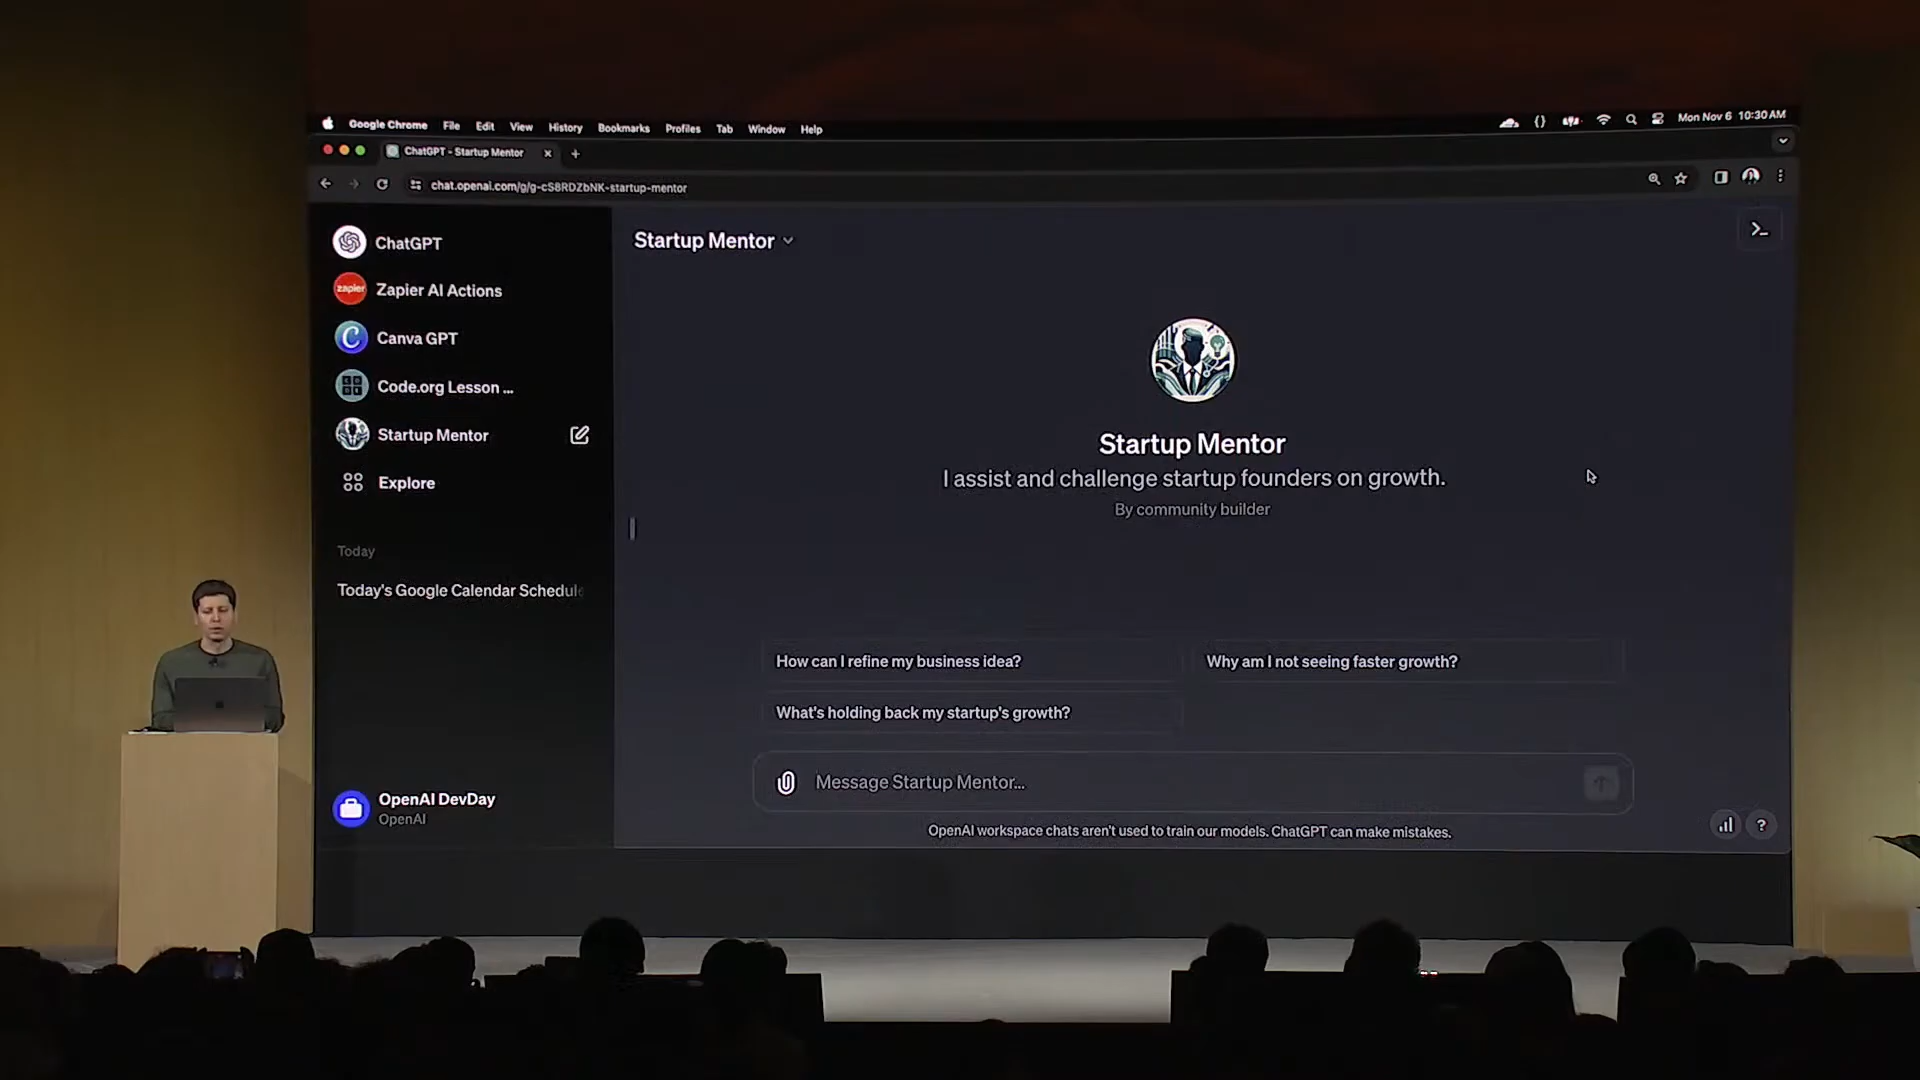 Google Chrome File Edit View History Bookmarks Profiles Tab Window Help
Mon Nov 6 10:30 AM
ChatGPT - Startup Mentor
chat.openai.com/g/g-cS8RDZbNK-startup-mentor
ChatGPT
zapier
Zapier AI Actions
C
Canva GPT
Code.org Lesson ...
Startup Mentor
Explore
Today
Today's Google Calendar Schedule
OpenAI DevDay
OpenAI
Startup Mentor
Startup Mentor
I assist and challenge startup founders on growth.
By community builder
How can I refine my business idea?
Why am I not seeing faster growth?
What's holding back my startup's growth?
Message Startup Mentor...
OpenAI workspace chats aren't used to train our models. ChatGPT can make mistakes.
?